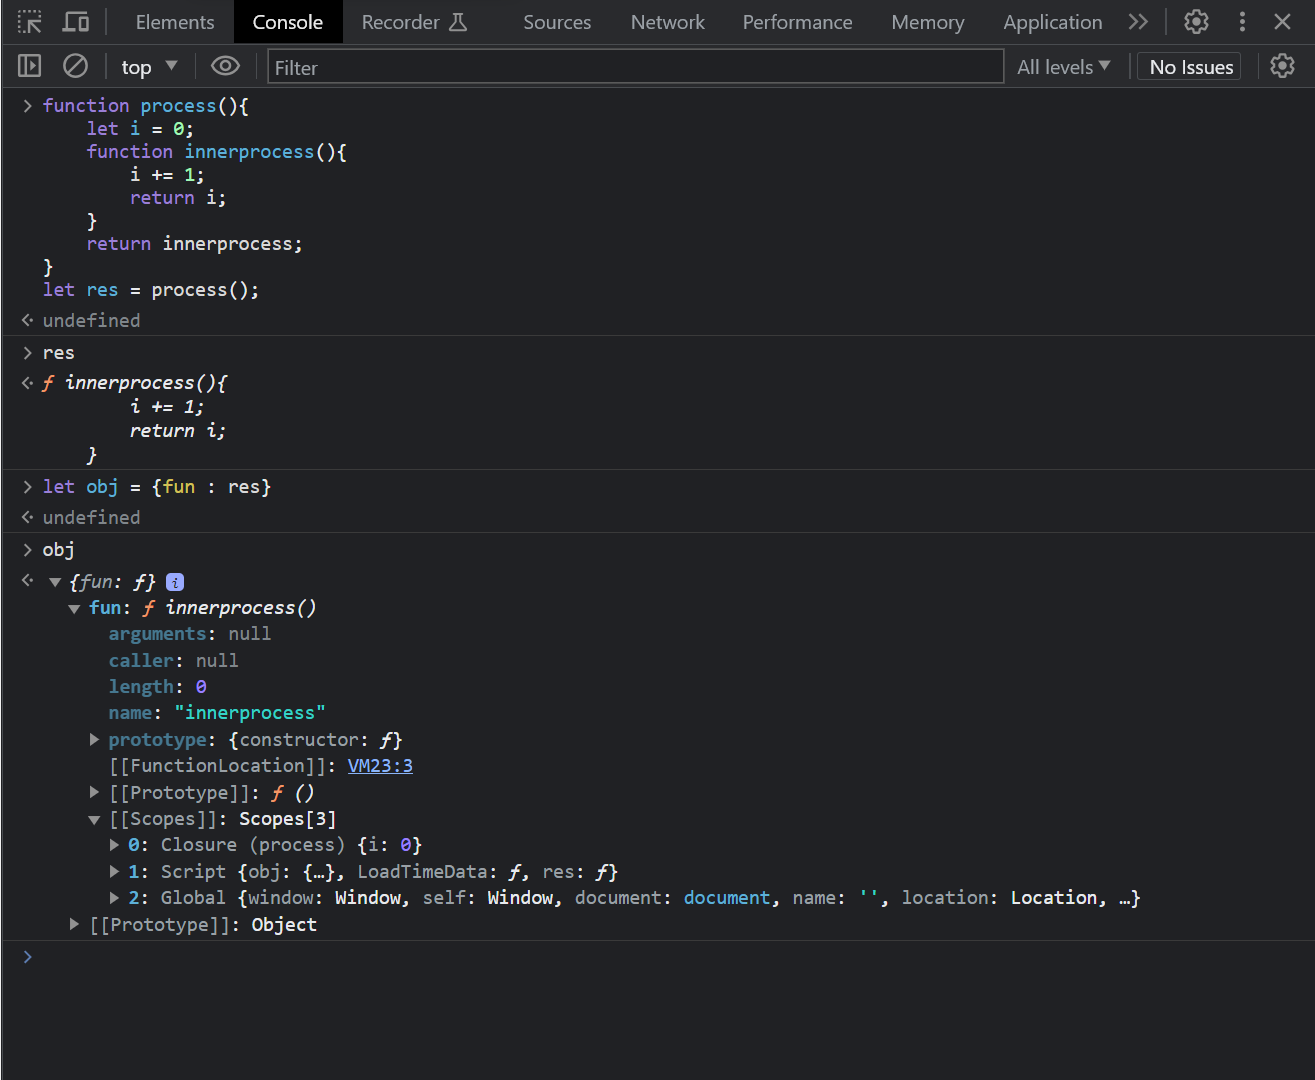 Elements Console Recorder Sources Network Performance Memory Application
top Filter All levels No Issues
function process(){
    let i = 0;
    function innerprocess(){
        i += 1;
        return i;
    }
    return innerprocess;
}
let res = process();
undefined
res
ƒ innerprocess(){
        i += 1;
        return i;
    }
let obj = {fun : res}
undefined
obj
{fun: ƒ} i
fun: ƒ innerprocess()
arguments: null
caller: null
length: 0
name: "innerprocess"
prototype: {constructor: ƒ}
[[FunctionLocation]]: VM23:3
[[Prototype]]: ƒ ()
[[Scopes]]: Scopes[3]
0: Closure (process) {i: 0}
1: Script {obj: {…}, LoadTimeData: ƒ, res: ƒ}
2: Global {window: Window, self: Window, document: document, name: '', location: Location, …}
[[Prototype]]: Object